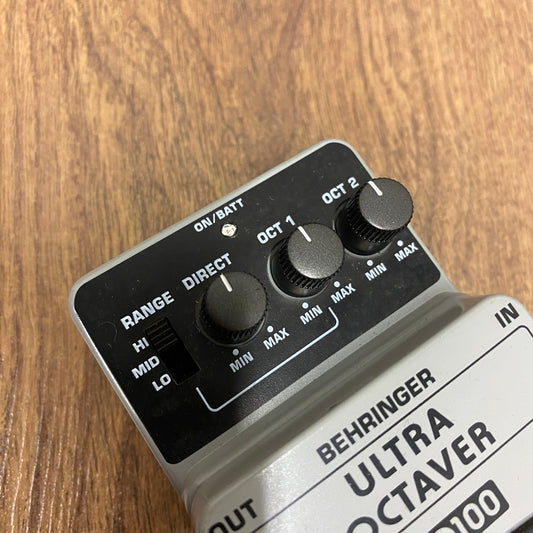 ON/BATT
RANGE DIRECT OCT 1 OCT 2
HI
MID
LO
MIN MAX MIN MAX MIN MAX
OUT BEHRINGER IN
ULTRA
OCTAVER
100